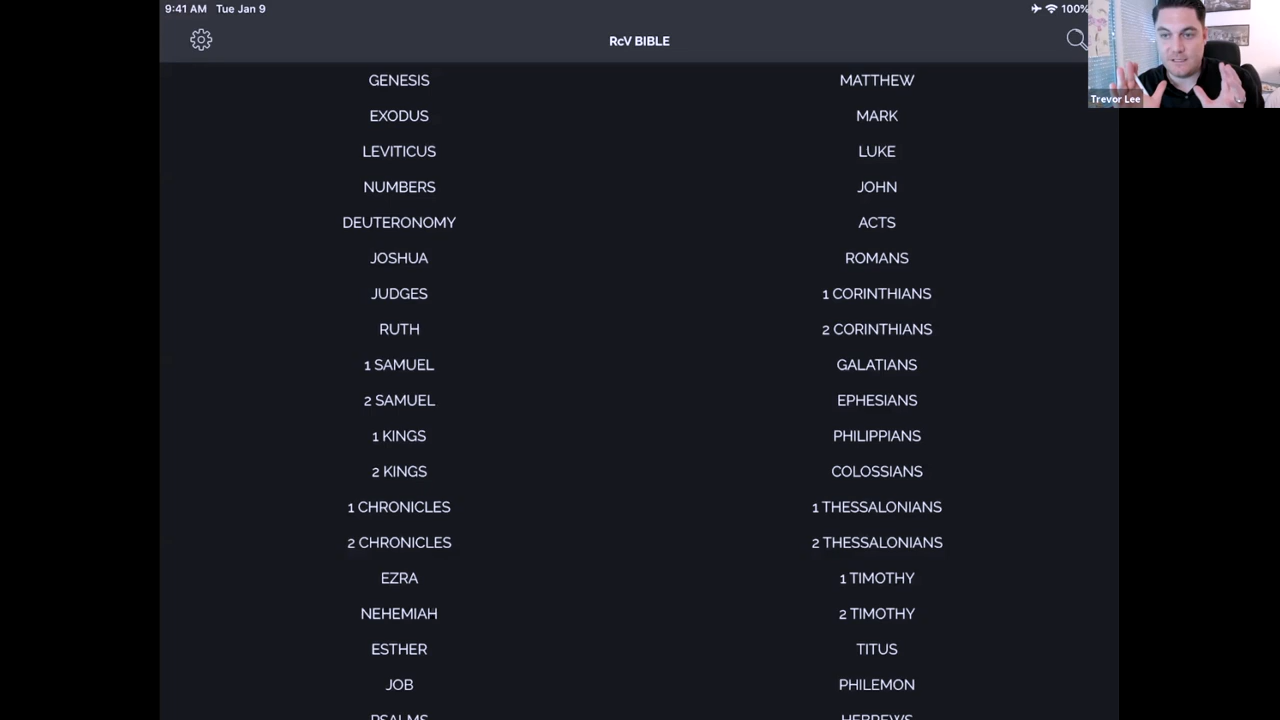 9:41 AM Tue Jan 9
100%
RcV BIBLE
Trevor Lee
GENESIS
EXODUS
LEVITICUS
NUMBERS
DEUTERONOMY
JOSHUA
JUDGES
RUTH
1 SAMUEL
2 SAMUEL
1 KINGS
2 KINGS
1 CHRONICLES
2 CHRONICLES
EZRA
NEHEMIAH
ESTHER
JOB
PSALMS
MATTHEW
MARK
LUKE
JOHN
ACTS
ROMANS
1 CORINTHIANS
2 CORINTHIANS
GALATIANS
EPHESIANS
PHILIPPIANS
COLOSSIANS
1 THESSALONIANS
2 THESSALONIANS
1 TIMOTHY
2 TIMOTHY
TITUS
PHILEMON
HEBREWS